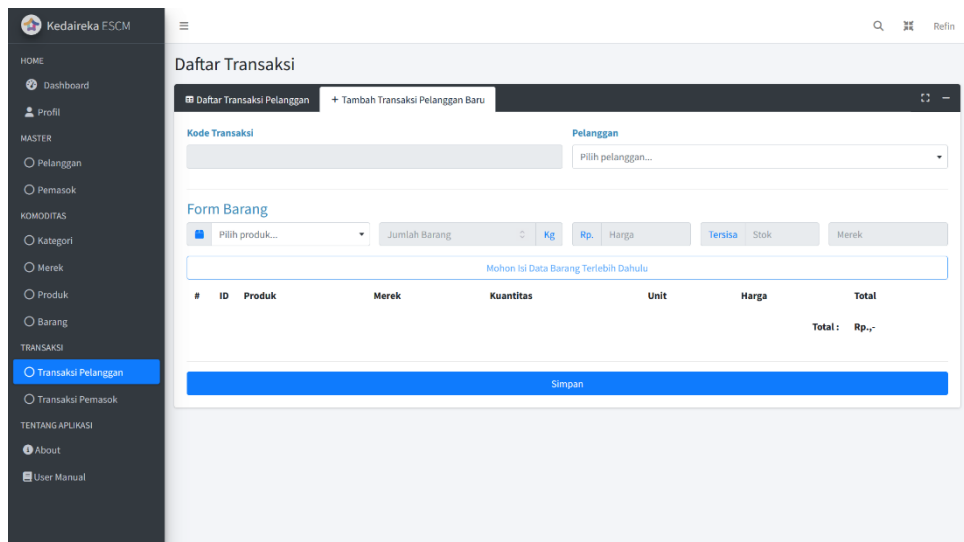 Kedaireka ESCM
Refin
HOME
Dashboard
Profil
MASTER
Pelanggan
Pemasok
KOMODITAS
Kategori
Merek
Produk
Barang
TRANSAKSI
Transaksi Pelanggan
Transaksi Pemasok
TENTANG APLIKASI
About
User Manual
Daftar Transaksi
Daftar Transaksi Pelanggan + Tambah Transaksi Pelanggan Baru
Kode Transaksi Pelanggan
Pilih pelanggan...
Form Barang
Pilih produk... Jumlah Barang Kg Rp. Harga Tersisa Stok Merek
Mohon Isi Data Barang Terlebih Dahulu
# ID Produk Merek Kuantitas Unit Harga Total
Total : Rp.,-
Simpan